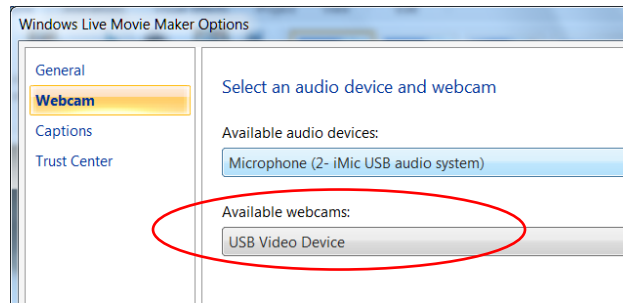 Windows Live Movie Maker Options
General
Webcam
Captions
Trust Center
Select an audio device and webcam
Available audio devices:
Microphone (2- iMic USB audio system)
Available webcams:
USB Video Device